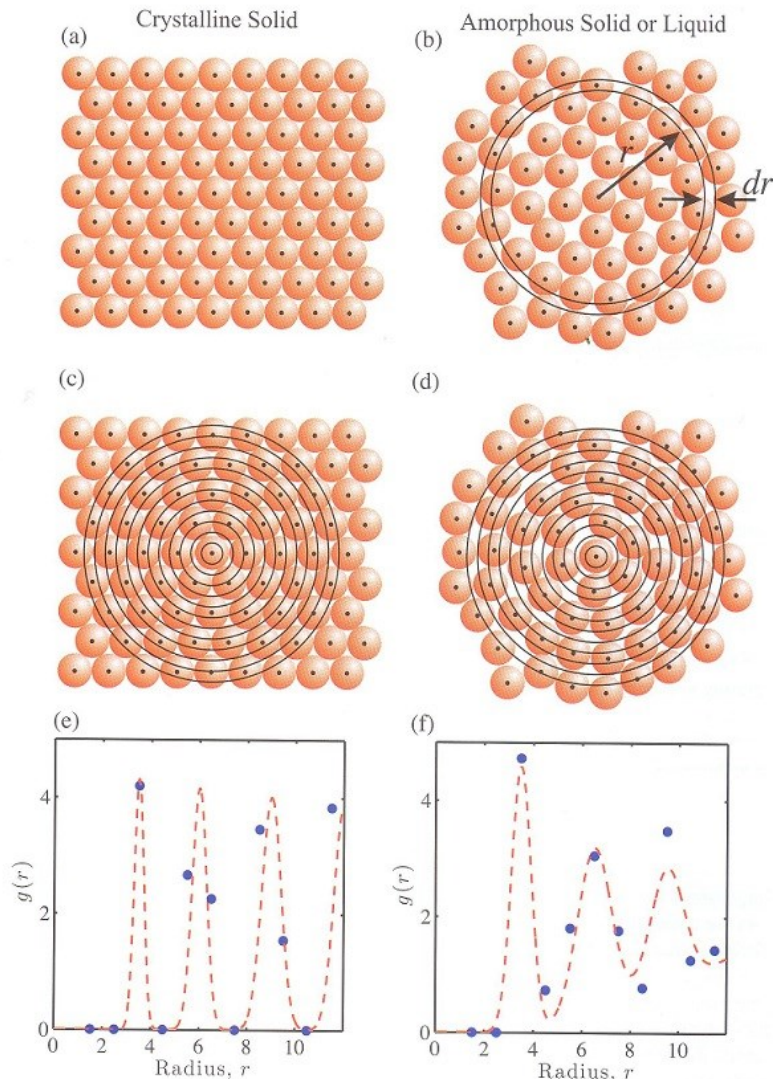 Crystalline Solid
Amorphous Solid or Liquid
(a)
(b)
r
dr
(c)
(d)
(e)
(f)
4
2
0
g(r)
0 2 4 6 8 10
Radius, r
4
2
0
g(r)
0 2 4 6 8 10
Radius, r